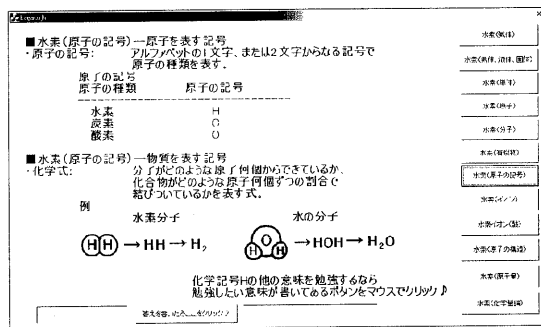 ■水素(原子の記号)―原子を表す記号
・原子の記号: アルファベットの1文字、または2文字からなる記号で
原子の種類を表す.
原子の記号
原子の種類 原子の記号
水素 H
炭素 C
酸素 O
■水素(原子の記号)―物質を表す記号
・化学式: 分子がどのような原子何個からできているか、
化合物がどのような原子何個ずつの割合で
結びついているかを表す式.
例
水素分子 水の分子
HH→HH→H₂ HOH→HOH→H₂O
化学記号Hの他の意味を勉強するなら
勉強したい意味が書いてあるボタンをマウスでクリック♪
水素(気体)
水素(気体、液体、固体)
水素(単体)
水素(原子)
水素(分子)
水素(原子の記号)
水素(イオン)
水素(原子の構造)
水素(原子量)
水素(化学量論)